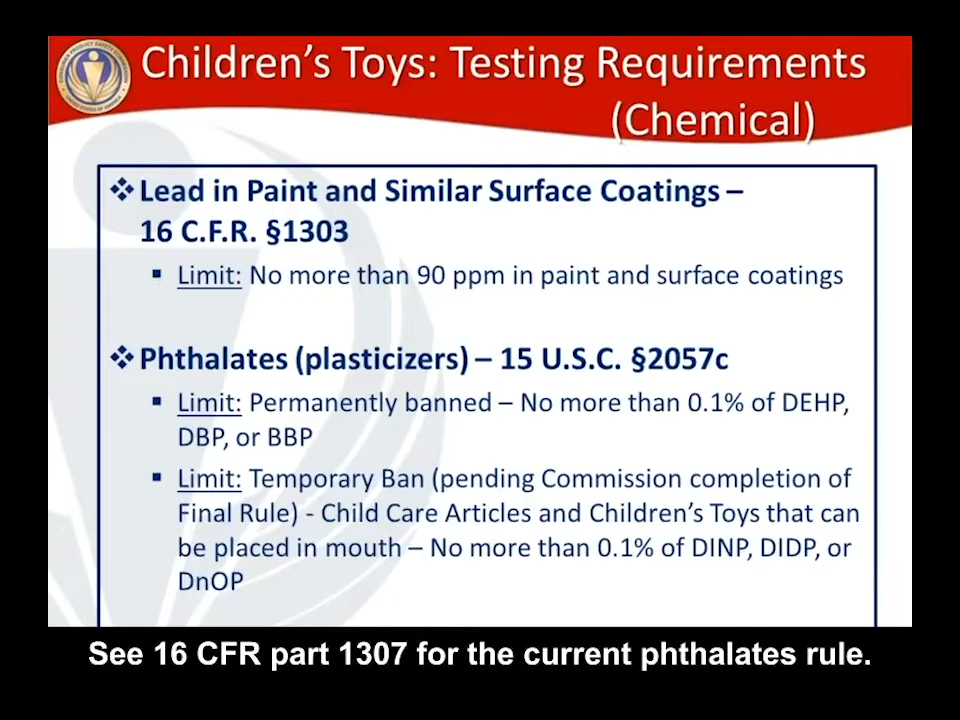 Children's Toys: Testing Requirements
(Chemical)
❖ Lead in Paint and Similar Surface Coatings –
16 C.F.R. §1303
▪ Limit: No more than 90 ppm in paint and surface coatings
❖ Phthalates (plasticizers) – 15 U.S.C. §2057c
▪ Limit: Permanently banned – No more than 0.1% of DEHP,
DBP, or BBP
▪ Limit: Temporary Ban (pending Commission completion of
Final Rule) - Child Care Articles and Children's Toys that can
be placed in mouth – No more than 0.1% of DINP, DIDP, or
DnOP
See 16 CFR part 1307 for the current phthalates rule.